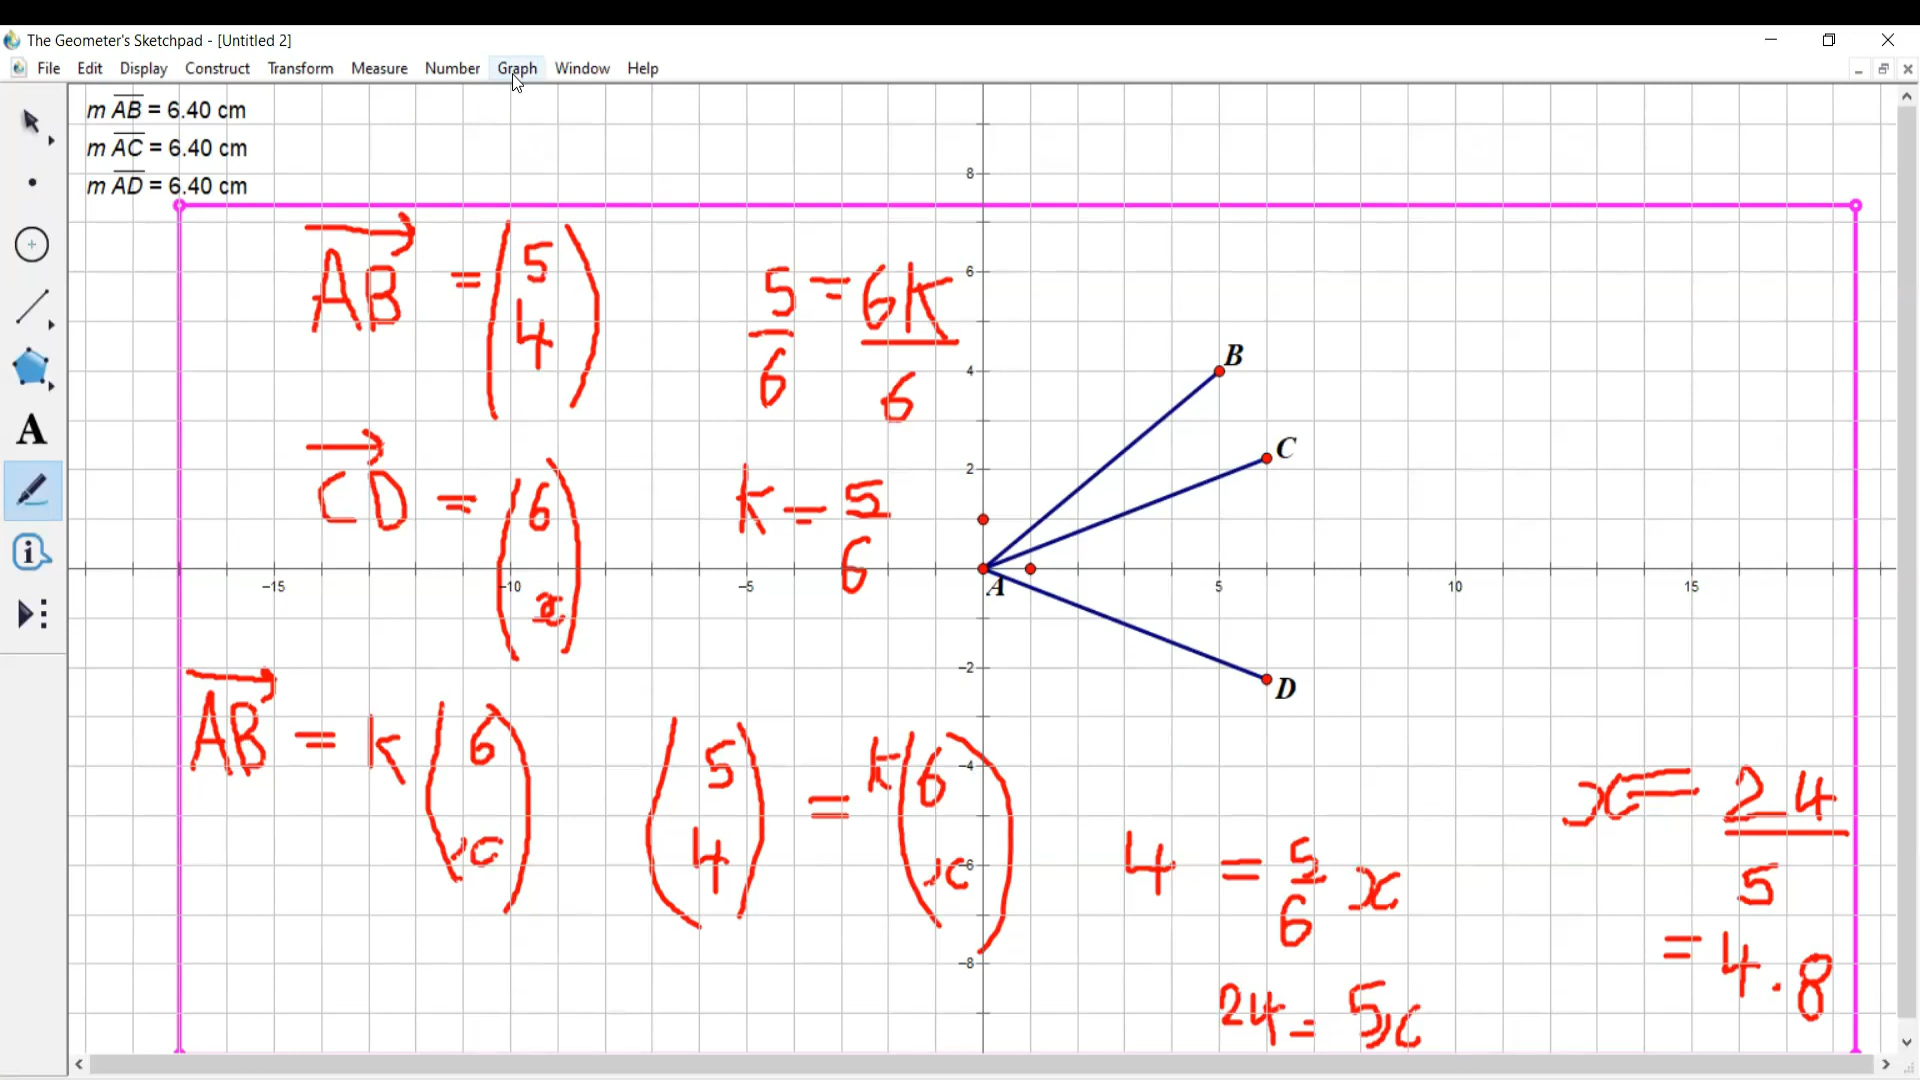 The Geometer's Sketchpad - [Untitled 2]
File Edit Display Construct Transform Measure Number Graph Window Help
m AB = 6.40 cm
m AC = 6.40 cm
m AD = 6.40 cm
AB = (5
4)
CD = (6
x)
AB = k (6
x)
5 = 6k
6 6
k = 5
6
(5
4) = k (6
x)
4 = 5
6 x
24 = 5x
x = 24
5
= 4.8
8
6
4
2
-2
-4
-6
-8
-15 -10 -5 5 10 15
B
C
A
D
A
i